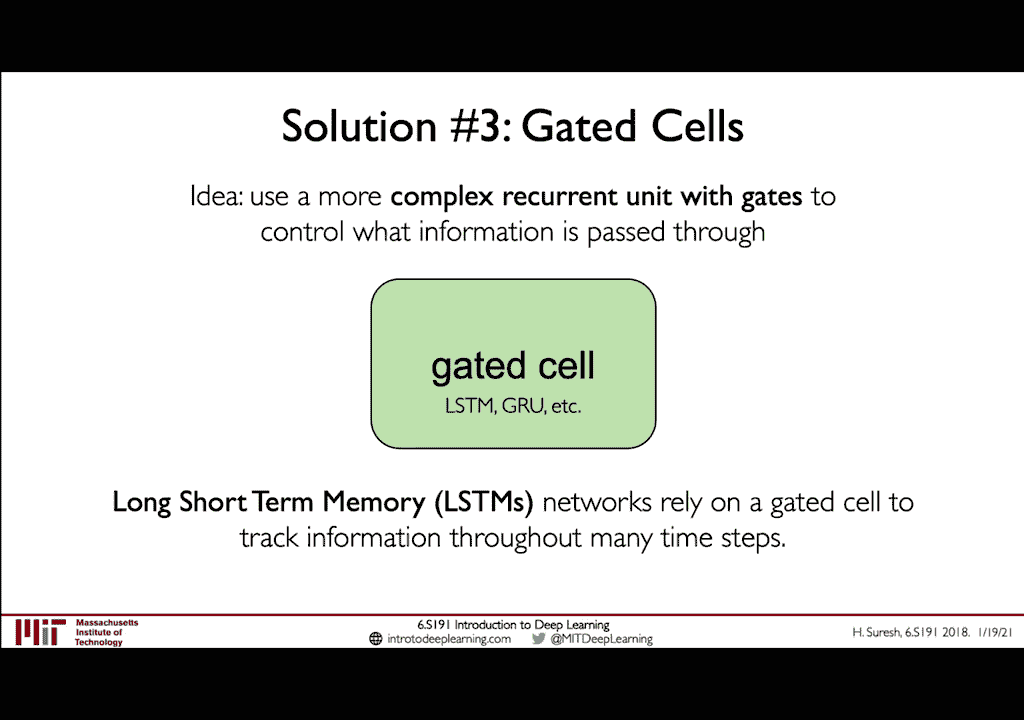 Solution #3: Gated Cells
Idea: use a more complex recurrent unit with gates to
control what information is passed through
gated cell
LSTM, GRU, etc.
Long Short Term Memory (LSTMs) networks rely on a gated cell to
track information throughout many time steps.
Massachusetts
Institute of
Technology
6.S191 Introduction to Deep Learning
introtodeeplearning.com @MITDeepLearning
H. Suresh, 6.S191 2018. 1/19/21